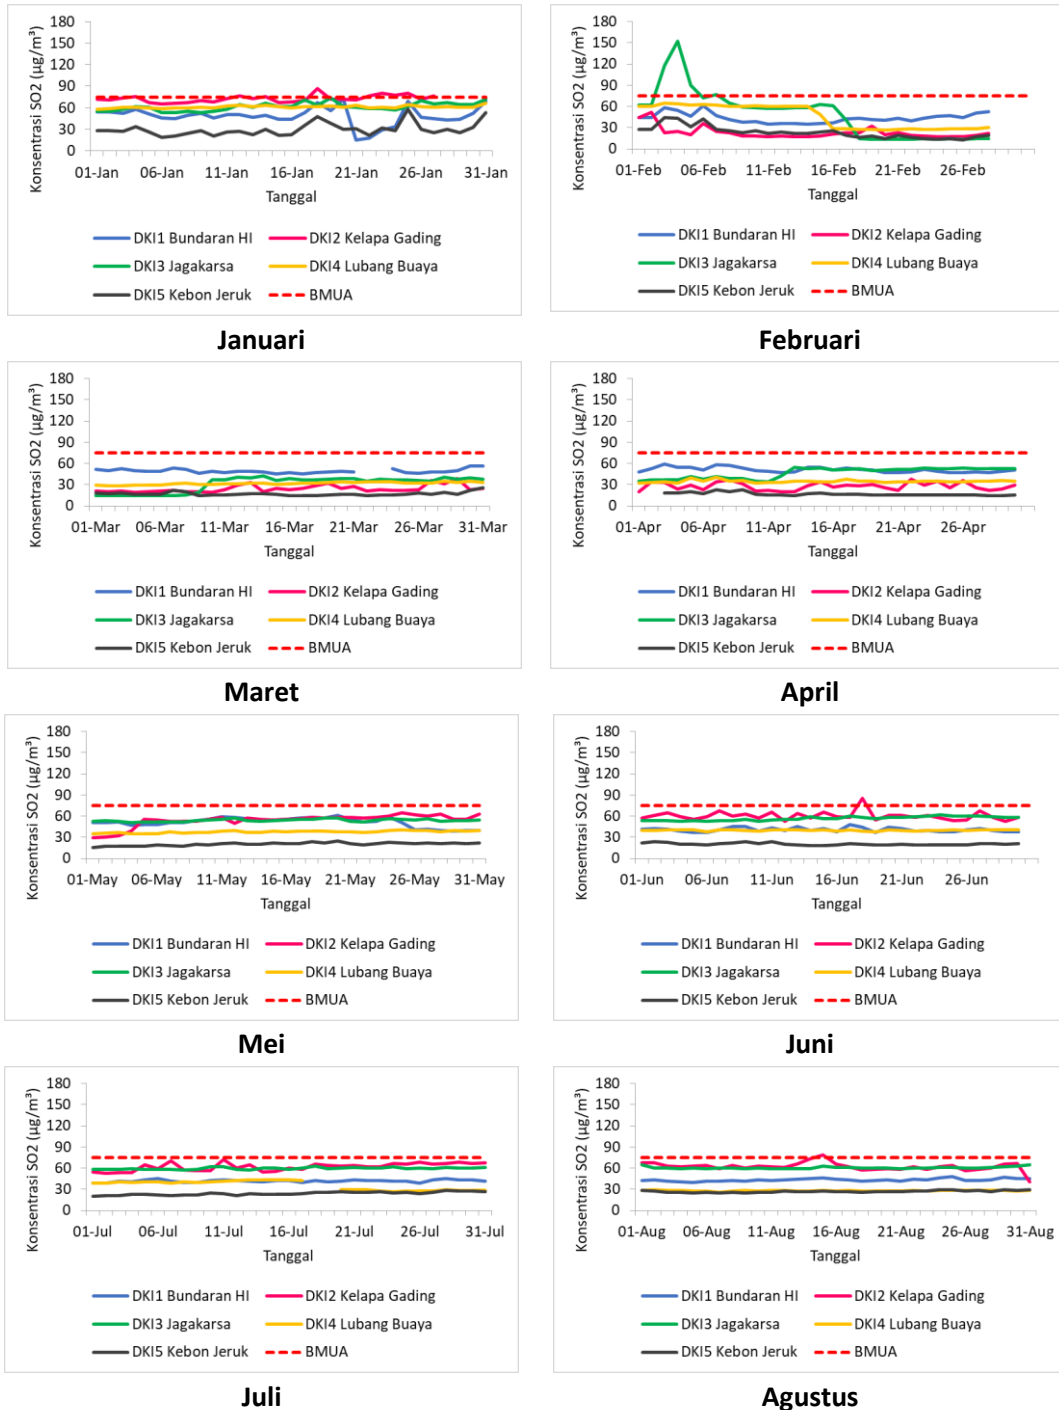 Konsentrasi SO2 (µg/m³)
180
150
120
90
60
30
0
01-Jan 06-Jan 11-Jan 16-Jan 21-Jan 26-Jan 31-Jan
Tanggal
DKI1 Bundaran HI DKI2 Kelapa Gading
DKI3 Jagakarsa DKI4 Lubang Buaya
DKI5 Kebon Jeruk BMUA
Januari
Konsentrasi SO2 (µg/m³)
180
150
120
90
60
30
0
01-Feb 06-Feb 11-Feb 16-Feb 21-Feb 26-Feb
Tanggal
DKI1 Bundaran HI DKI2 Kelapa Gading
DKI3 Jagakarsa DKI4 Lubang Buaya
DKI5 Kebon Jeruk BMUA
Februari
Konsentrasi SO2 (µg/m³)
180
150
120
90
60
30
0
01-Mar 06-Mar 11-Mar 16-Mar 21-Mar 26-Mar 31-Mar
Tanggal
DKI1 Bundaran HI DKI2 Kelapa Gading
DKI3 Jagakarsa DKI4 Lubang Buaya
DKI5 Kebon Jeruk BMUA
Maret
Konsentrasi SO2 (µg/m³)
180
150
120
90
60
30
0
01-Apr 06-Apr 11-Apr 16-Apr 21-Apr 26-Apr
Tanggal
DKI1 Bundaran HI DKI2 Kelapa Gading
DKI3 Jagakarsa DKI4 Lubang Buaya
DKI5 Kebon Jeruk BMUA
April
Konsentrasi SO2 (µg/m³)
180
150
120
90
60
30
0
01-May 06-May 11-May 16-May 21-May 26-May 31-May
Tanggal
DKI1 Bundaran HI DKI2 Kelapa Gading
DKI3 Jagakarsa DKI4 Lubang Buaya
DKI5 Kebon Jeruk BMUA
Mei
Konsentrasi SO2 (µg/m³)
180
150
120
90
60
30
0
01-Jun 06-Jun 11-Jun 16-Jun 21-Jun 26-Jun
Tanggal
DKI1 Bundaran HI DKI2 Kelapa Gading
DKI3 Jagakarsa DKI4 Lubang Buaya
DKI5 Kebon Jeruk BMUA
Juni
Konsentrasi SO2 (µg/m³)
180
150
120
90
60
30
0
01-Jul 06-Jul 11-Jul 16-Jul 21-Jul 26-Jul 31-Jul
Tanggal
DKI1 Bundaran HI DKI2 Kelapa Gading
DKI3 Jagakarsa DKI4 Lubang Buaya
DKI5 Kebon Jeruk BMUA
Juli
Konsentrasi SO2 (µg/m³)
180
150
120
90
60
30
0
01-Aug 06-Aug 11-Aug 16-Aug 21-Aug 26-Aug 31-Aug
Tanggal
DKI1 Bundaran HI DKI2 Kelapa Gading
DKI3 Jagakarsa DKI4 Lubang Buaya
DKI5 Kebon Jeruk BMUA
Agustus